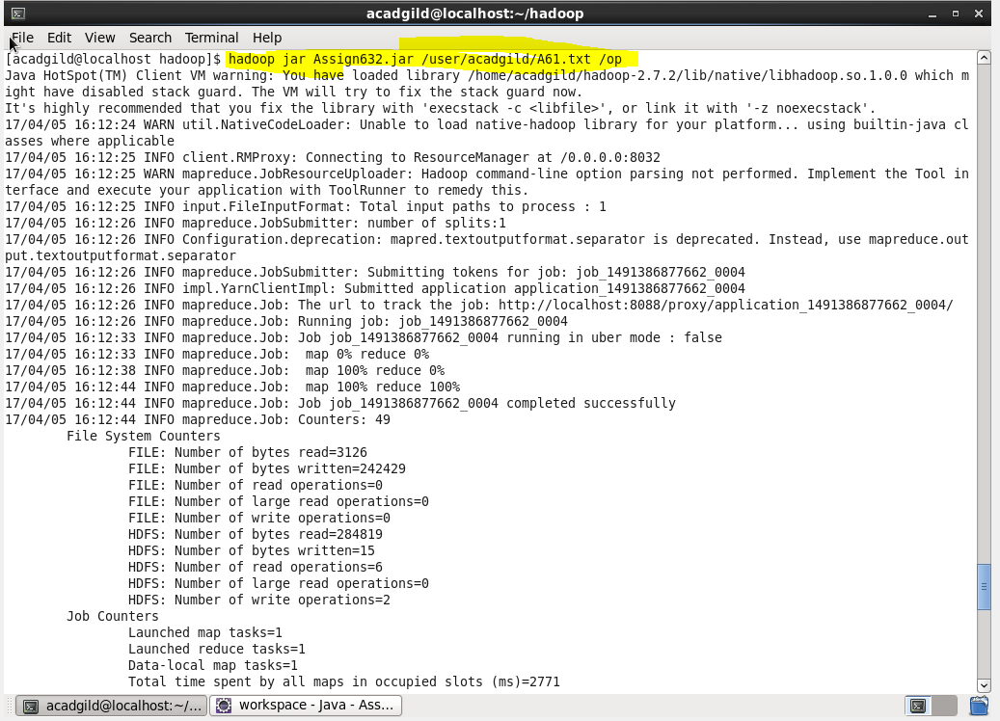 acadgild@localhost:~/hadoop
File Edit View Search Terminal Help
[acadgild@localhost hadoop]$ hadoop jar Assign632.jar /user/acadgild/A61.txt /op
Java HotSpot(TM) Client VM warning: You have loaded library /home/acadgild/hadoop-2.7.2/lib/native/libhadoop.so.1.0.0 which m
ight have disabled stack guard. The VM will try to fix the stack guard now.
It's highly recommended that you fix the library with 'execstack -c <libfile>', or link it with '-z noexecstack'.
17/04/05 16:12:24 WARN util.NativeCodeLoader: Unable to load native-hadoop library for your platform... using builtin-java cl
asses where applicable
17/04/05 16:12:25 INFO client.RMProxy: Connecting to ResourceManager at /0.0.0.0:8032
17/04/05 16:12:25 WARN mapreduce.JobResourceUploader: Hadoop command-line option parsing not performed. Implement the Tool in
terface and execute your application with ToolRunner to remedy this.
17/04/05 16:12:25 INFO input.FileInputFormat: Total input paths to process : 1
17/04/05 16:12:26 INFO mapreduce.JobSubmitter: number of splits:1
17/04/05 16:12:26 INFO Configuration.deprecation: mapred.textoutputformat.separator is deprecated. Instead, use mapreduce.out
put.textoutputformat.separator
17/04/05 16:12:26 INFO mapreduce.JobSubmitter: Submitting tokens for job: job_1491386877662_0004
17/04/05 16:12:26 INFO impl.YarnClientImpl: Submitted application application_1491386877662_0004
17/04/05 16:12:26 INFO mapreduce.Job: The url to track the job: http://localhost:8088/proxy/application_1491386877662_0004/
17/04/05 16:12:26 INFO mapreduce.Job: Running job: job_1491386877662_0004
17/04/05 16:12:33 INFO mapreduce.Job: Job job_1491386877662_0004 running in uber mode : false
17/04/05 16:12:33 INFO mapreduce.Job:  map 0% reduce 0%
17/04/05 16:12:38 INFO mapreduce.Job:  map 100% reduce 0%
17/04/05 16:12:44 INFO mapreduce.Job:  map 100% reduce 100%
17/04/05 16:12:44 INFO mapreduce.Job: Job job_1491386877662_0004 completed successfully
17/04/05 16:12:44 INFO mapreduce.Job: Counters: 49
File System Counters
FILE: Number of bytes read=3126
FILE: Number of bytes written=242429
FILE: Number of read operations=0
FILE: Number of large read operations=0
FILE: Number of write operations=0
HDFS: Number of bytes read=284819
HDFS: Number of bytes written=15
HDFS: Number of read operations=6
HDFS: Number of large read operations=0
HDFS: Number of write operations=2
Job Counters
Launched map tasks=1
Launched reduce tasks=1
Data-local map tasks=1
Total time spent by all maps in occupied slots (ms)=2771
acadgild@localhost:~/... workspace - Java - Ass...